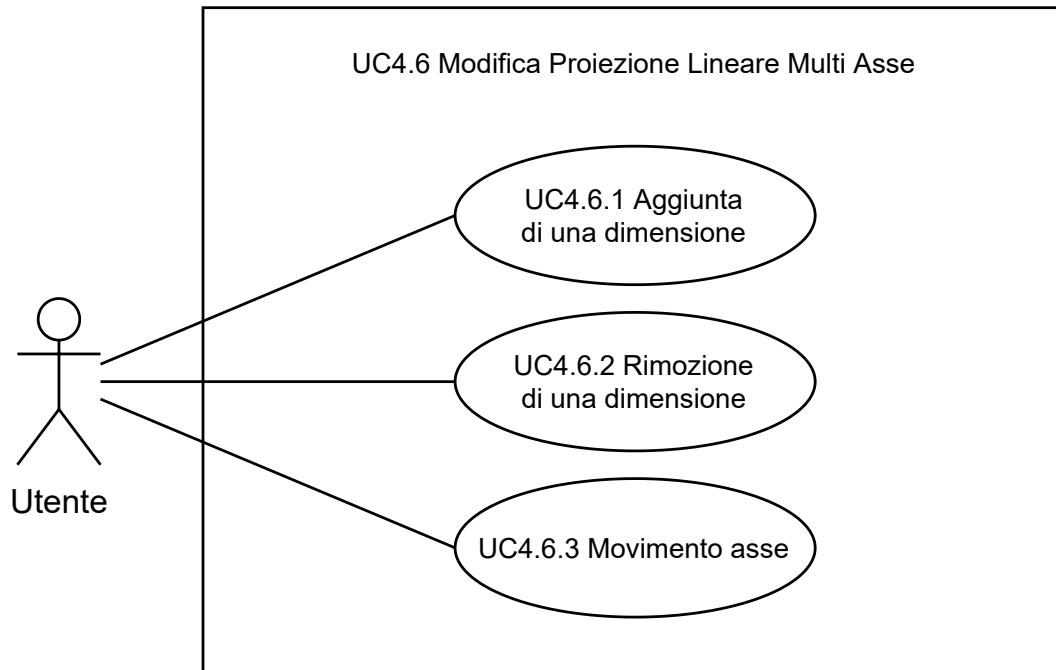 UC4.6 Modifica Proiezione Lineare Multi Asse
UC4.6.1 Aggiunta
di una dimensione
UC4.6.2 Rimozione
di una dimensione
Utente
UC4.6.3 Movimento asse